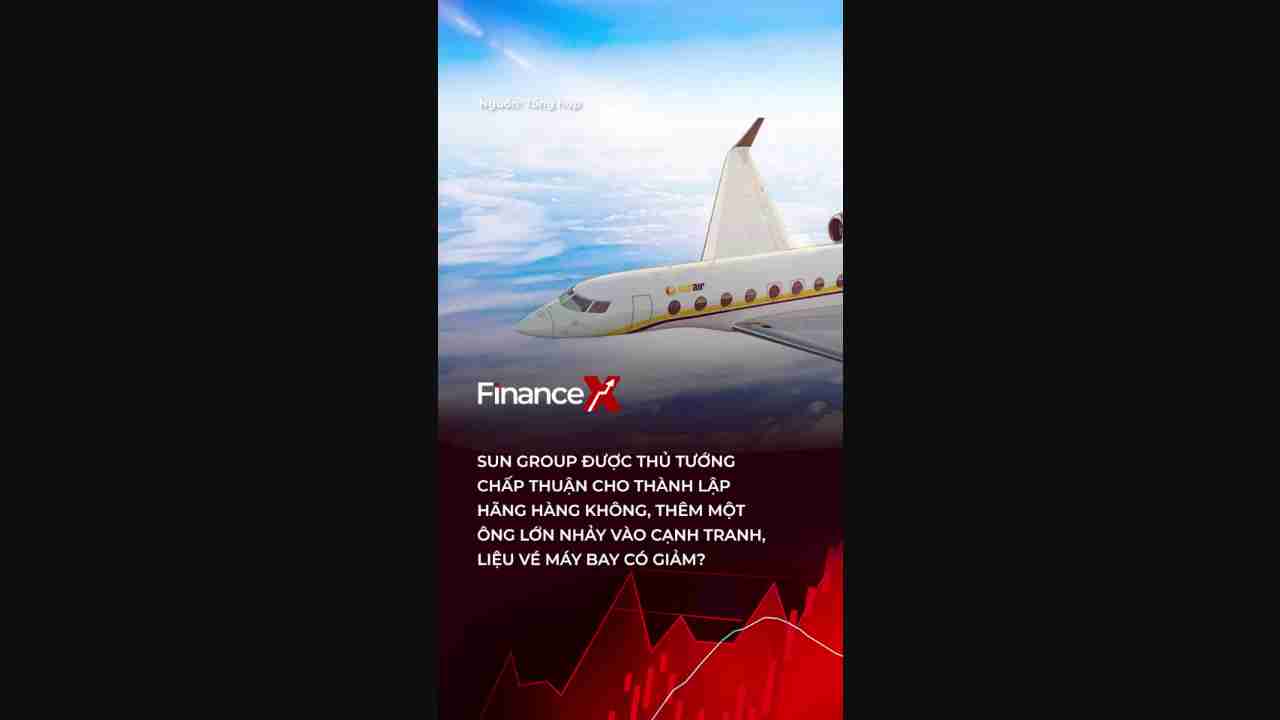 Nguồn: Tổng hợp
sunair
FinanceX
SUN GROUP ĐƯỢC THỦ TƯỚNG
CHẤP THUẬN CHO THÀNH LẬP
HÃNG HÀNG KHÔNG, THÊM MỘT
ÔNG LỚN NHẢY VÀO CẠNH TRANH,
LIỆU VÉ MÁY BAY CÓ GIẢM?